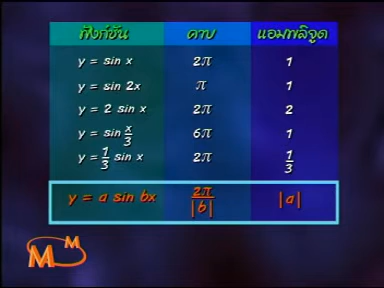 ฟังก์ชัน คาบ แอมพลิจูด
y = sin x 2π 1
y = sin 2x π 1
y = 2 sin x 2π 2
y = sin x/3 6π 1
y = 1/3 sin x 2π 1/3
y = a sin bx 2π/|b| |a|
M M